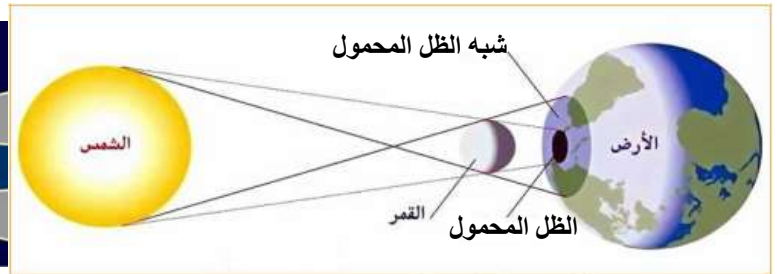 شبه الظل المحمول
الأرض
الشمس
القمر
الظل المحمول